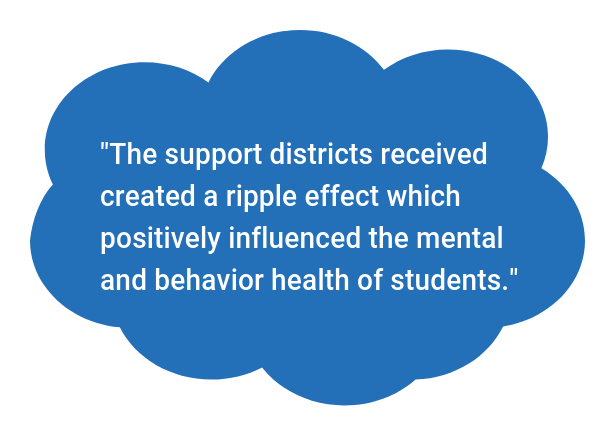 "The support districts received
created a ripple effect which
positively influenced the mental
and behavior health of students."